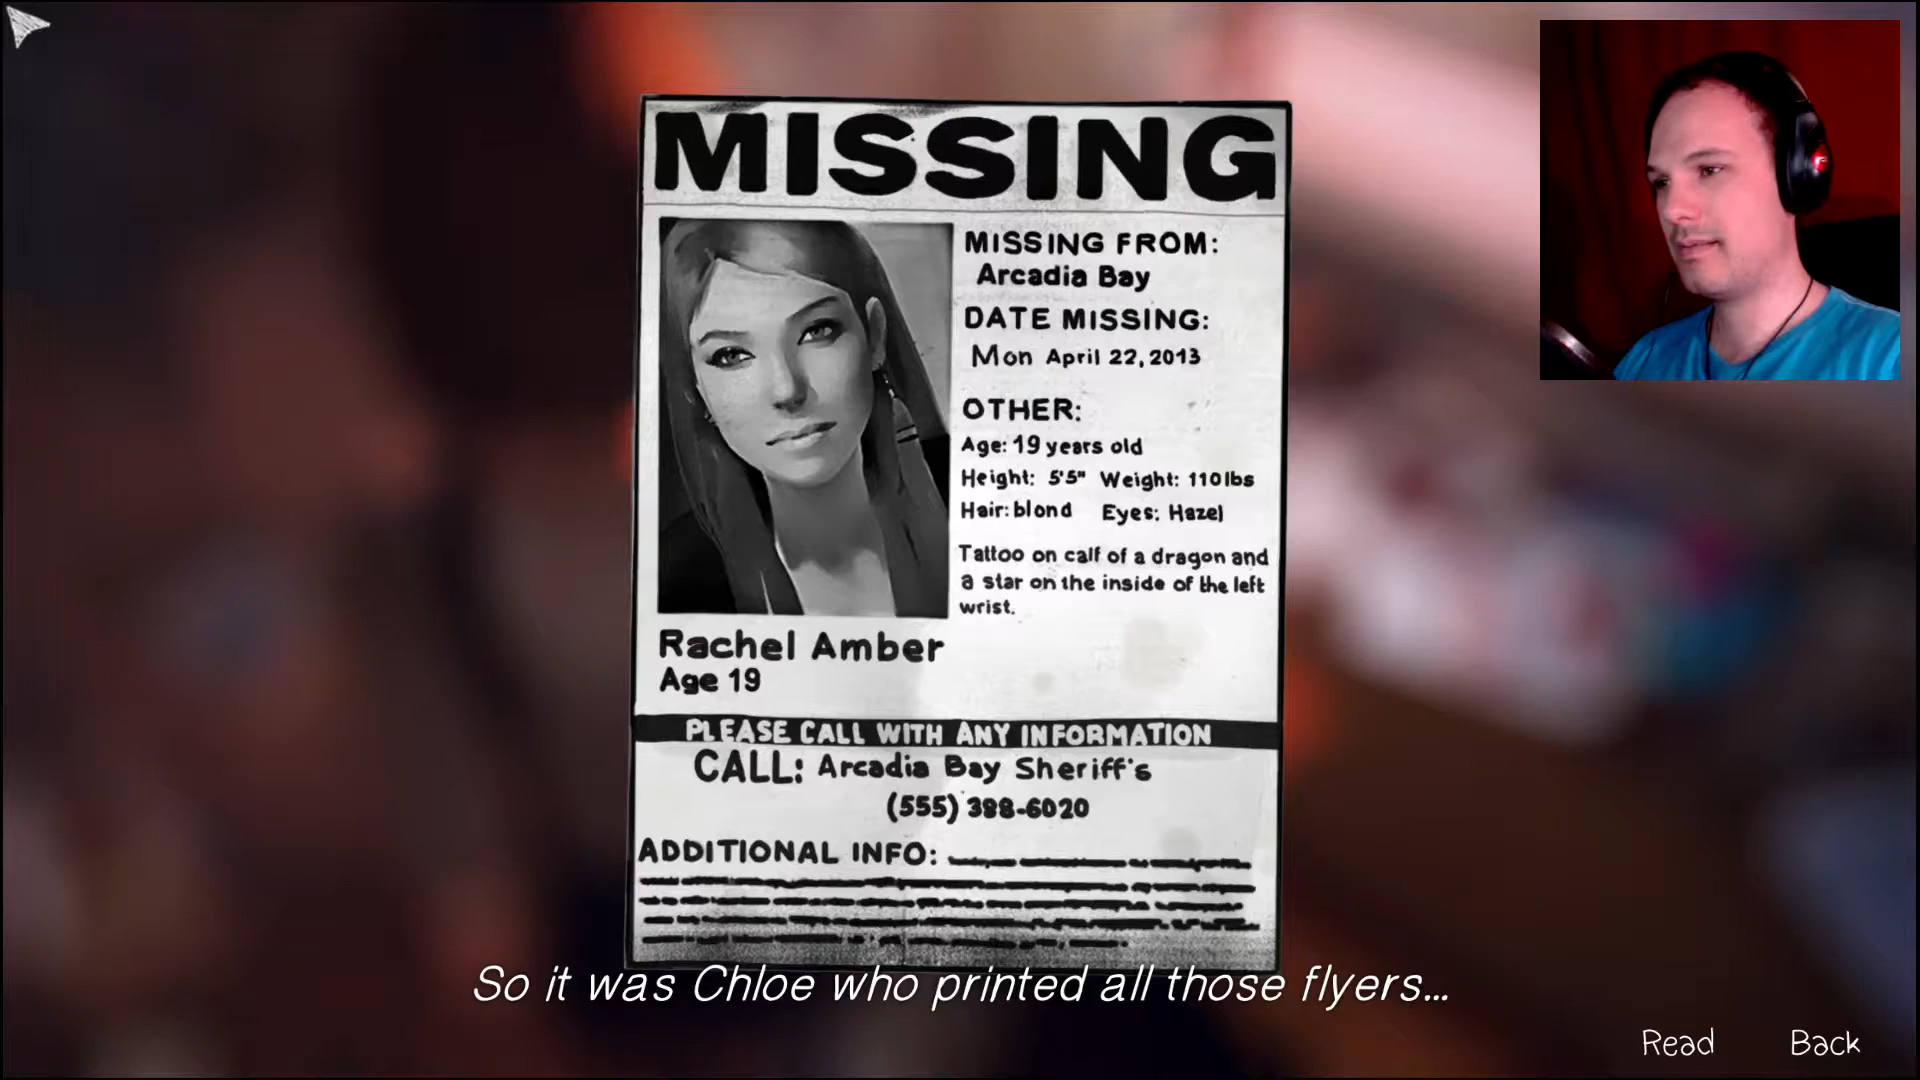 MISSING
MISSING FROM:
Arcadia Bay
DATE MISSING:
Mon April 22, 2013
OTHER:
Age: 19 years old
Height: 5'5" Weight: 110 lbs
Hair: blond Eyes: Hazel
Tattoo on calf of a dragon and
a star on the inside of the left
wrist.
Rachel Amber
Age 19
PLEASE CALL WITH ANY INFORMATION
CALL: Arcadia Bay Sheriff's
(555) 388-6020
ADDITIONAL INFO:
So it was Chloe who printed all those flyers...
Read Back